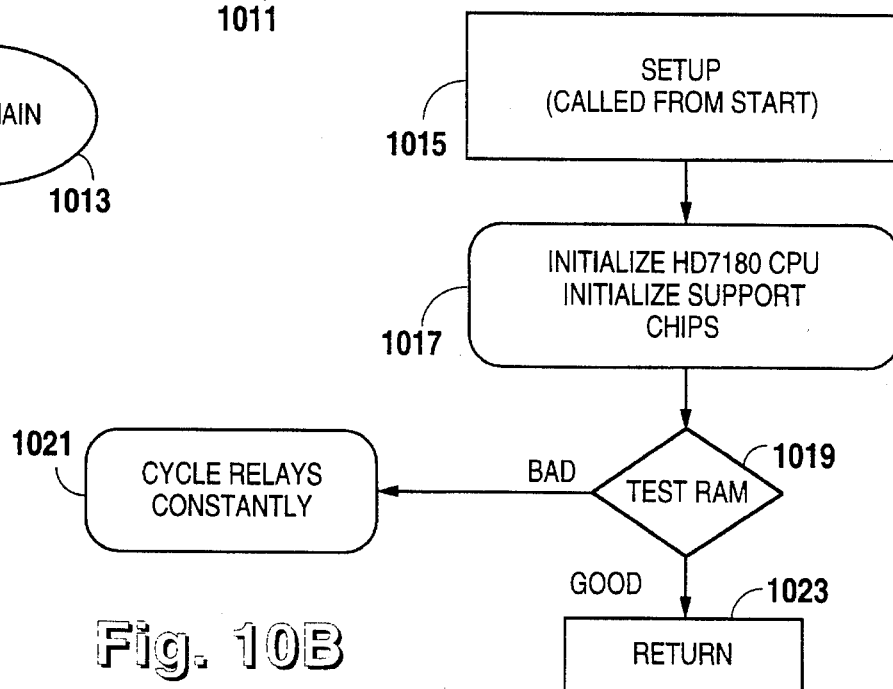 1011
SETUP
(CALLED FROM START)
1015
1013
INITIALIZE HD7180 CPU
INITIALIZE SUPPORT
CHIPS
1017
1021
CYCLE RELAYS
CONSTANTLY
BAD
TEST RAM
1019
GOOD
1023
RETURN
Fig. 10B